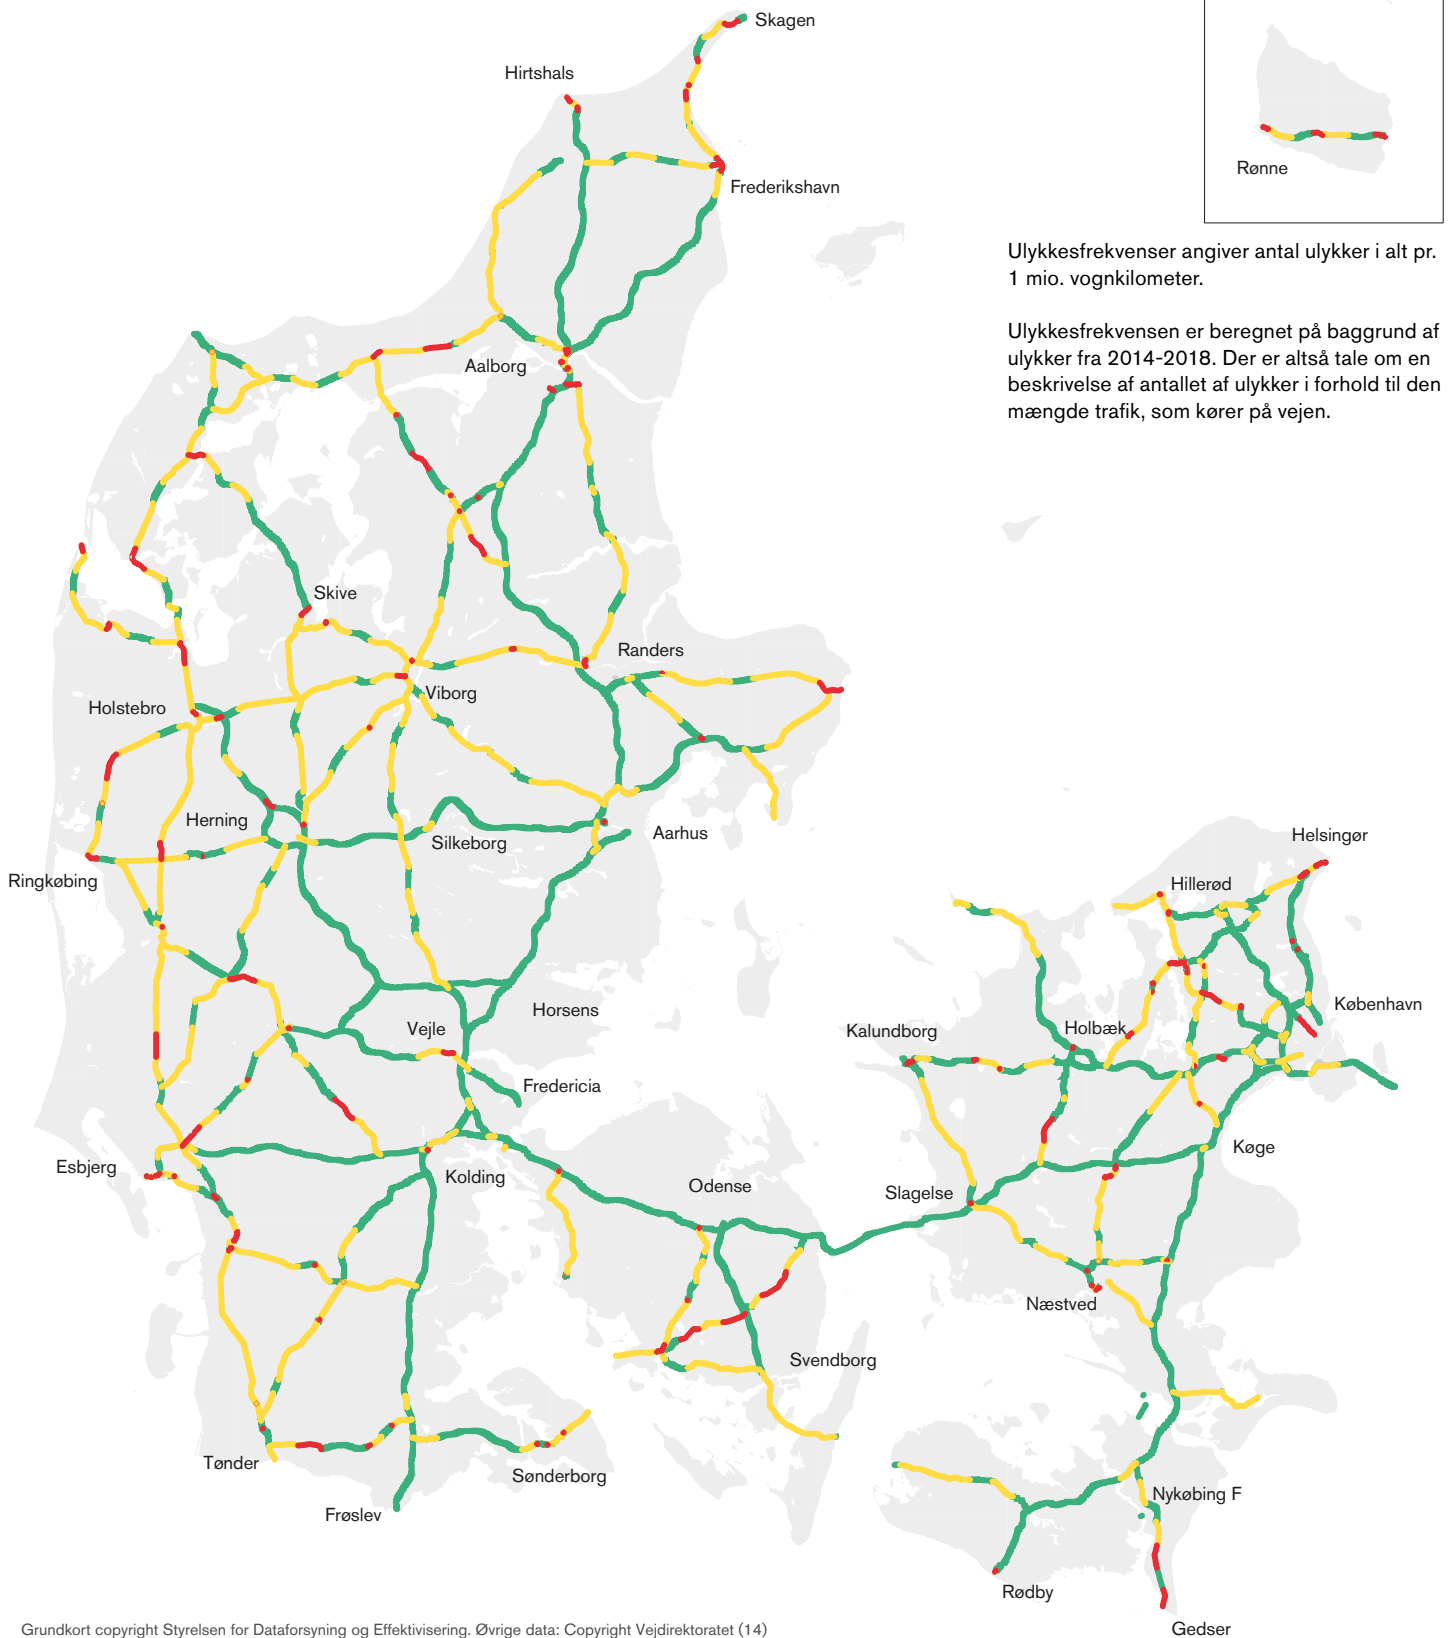 Skagen
Hirtshals
Rønne
Frederikshavn
Ulykkesfrekvenser angiver antal ulykker i alt pr.
1 mio. vognkilometer.
Ulykkesfrekvensen er beregnet på baggrund af
ulykker fra 2014-2018. Der er altså tale om en
beskrivelse af antallet af ulykker i forhold til den
mængde trafik, som kører på vejen.
Aalborg
Skive
Randers
Viborg
Holstebro
Herning
Aarhus
Silkeborg
Helsingør
Ringkøbing
Hillerød
Horsens
København
Vejle
Kalundborg
Holbæk
Fredericia
Køge
Esbjerg
Kolding
Odense
Slagelse
Næstved
Svendborg
Tønder
Sønderborg
Nykøbing F
Frøslev
Rødby
Gedser
Grundkort copyright Styrelsen for Dataforsyning og Effektivisering. Øvrige data: Copyright Vejdirektoratet (14)